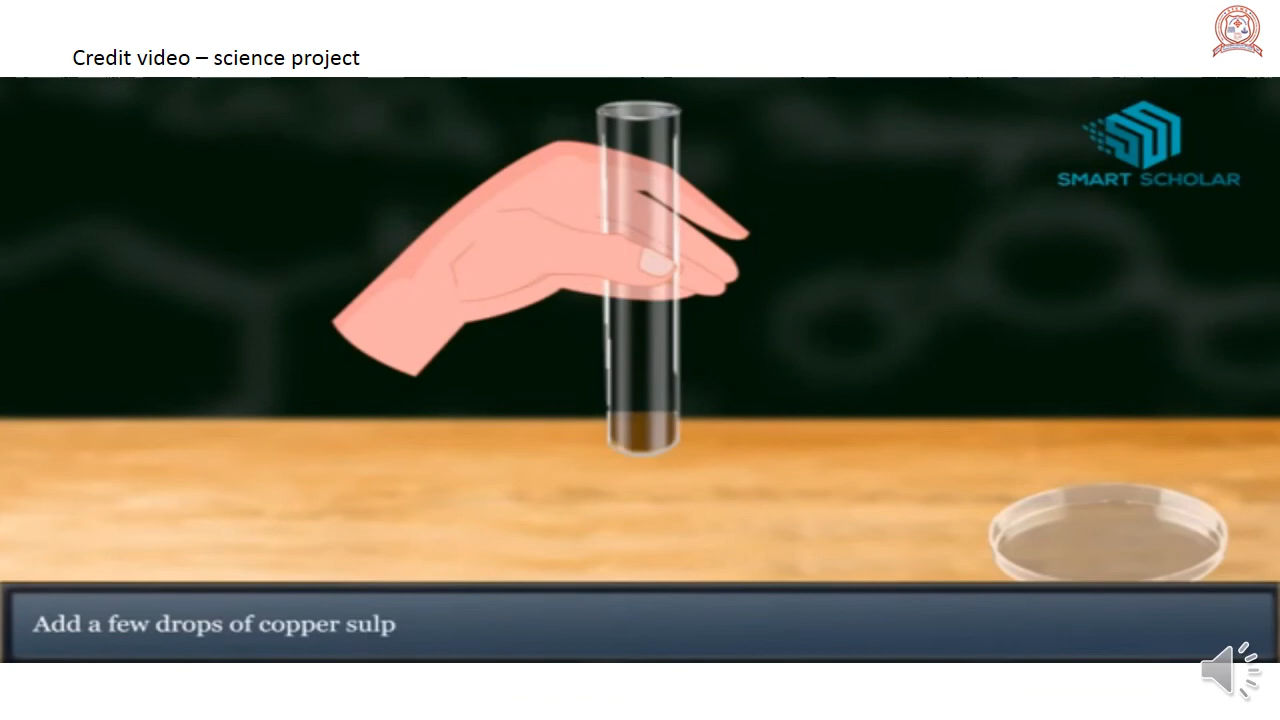 Credit video – science project
SMART SCHOLAR
Add a few drops of copper sulp